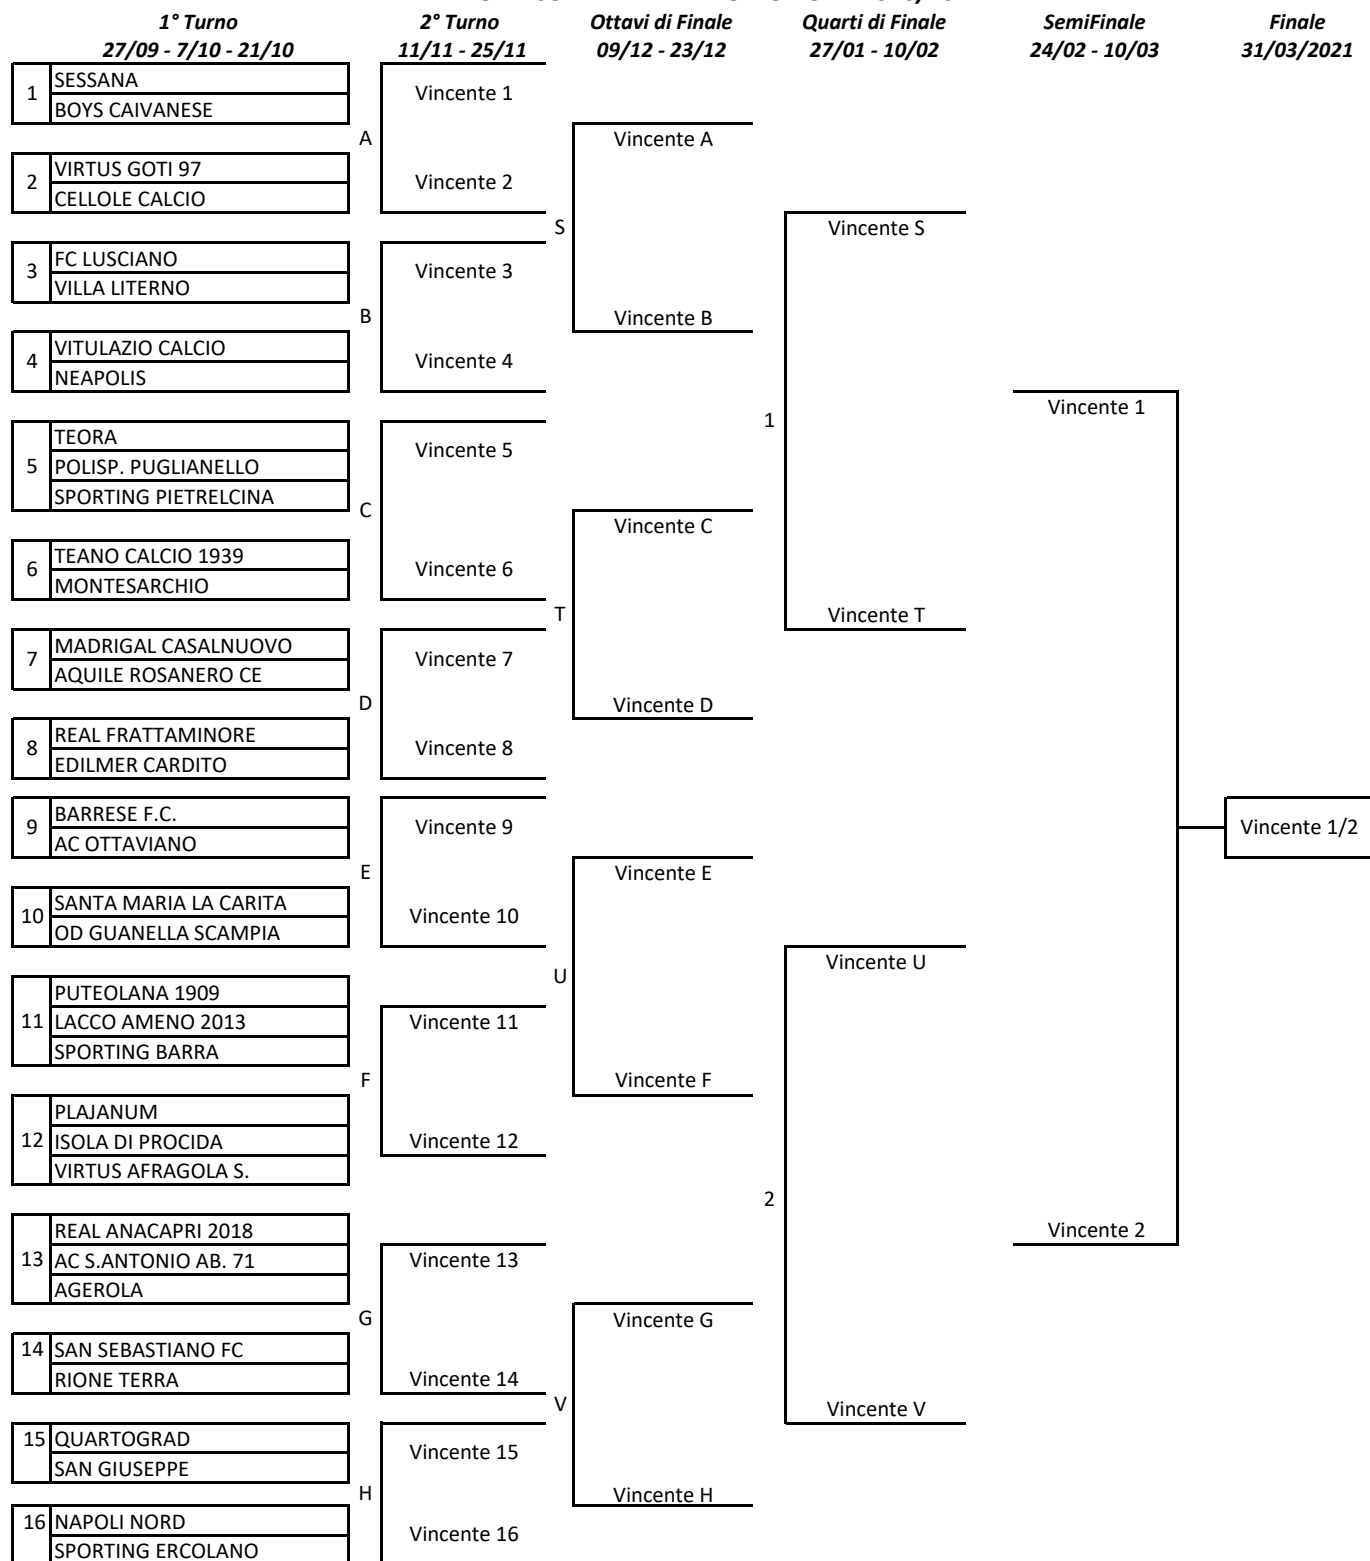 1° Turno 2° Turno Ottavi di Finale Quarti di Finale SemiFinale Finale
27/09 - 7/10 - 21/10 11/11 - 25/11 09/12 - 23/12 27/01 - 10/02 24/02 - 10/03 31/03/2021
1 SESSANA
BOYS CAIVANESE
Vincente 1
A
Vincente A
2 VIRTUS GOTI 97
CELLOLE CALCIO
Vincente 2
S
Vincente S
3 FC LUSCIANO
VILLA LITERNO
Vincente 3
B
Vincente B
4 VITULAZIO CALCIO
NEAPOLIS
Vincente 4
1
Vincente 1
5 TEORA
POLISP. PUGLIANELLO
SPORTING PIETRELCINA
Vincente 5
C
Vincente C
6 TEANO CALCIO 1939
MONTESARCHIO
Vincente 6
T
Vincente T
7 MADRIGAL CASALNUOVO
AQUILE ROSANERO CE
Vincente 7
D
Vincente D
8 REAL FRATTAMINORE
EDILMER CARDITO
Vincente 8
9 BARRESE F.C.
AC OTTAVIANO
Vincente 9
Vincente 1/2
E
Vincente E
10 SANTA MARIA LA CARITA
OD GUANELLA SCAMPIA
Vincente 10
U
Vincente U
11 PUTEOLANA 1909
LACCO AMENO 2013
SPORTING BARRA
Vincente 11
F
Vincente F
12 PLAJANUM
ISOLA DI PROCIDA
VIRTUS AFRAGOLA S.
Vincente 12
2
Vincente 2
13 REAL ANACAPRI 2018
AC S.ANTONIO AB. 71
AGEROLA
Vincente 13
G
Vincente G
14 SAN SEBASTIANO FC
RIONE TERRA
Vincente 14
V
Vincente V
15 QUARTOGRAD
SAN GIUSEPPE
Vincente 15
H
Vincente H
16 NAPOLI NORD
SPORTING ERCOLANO
Vincente 16